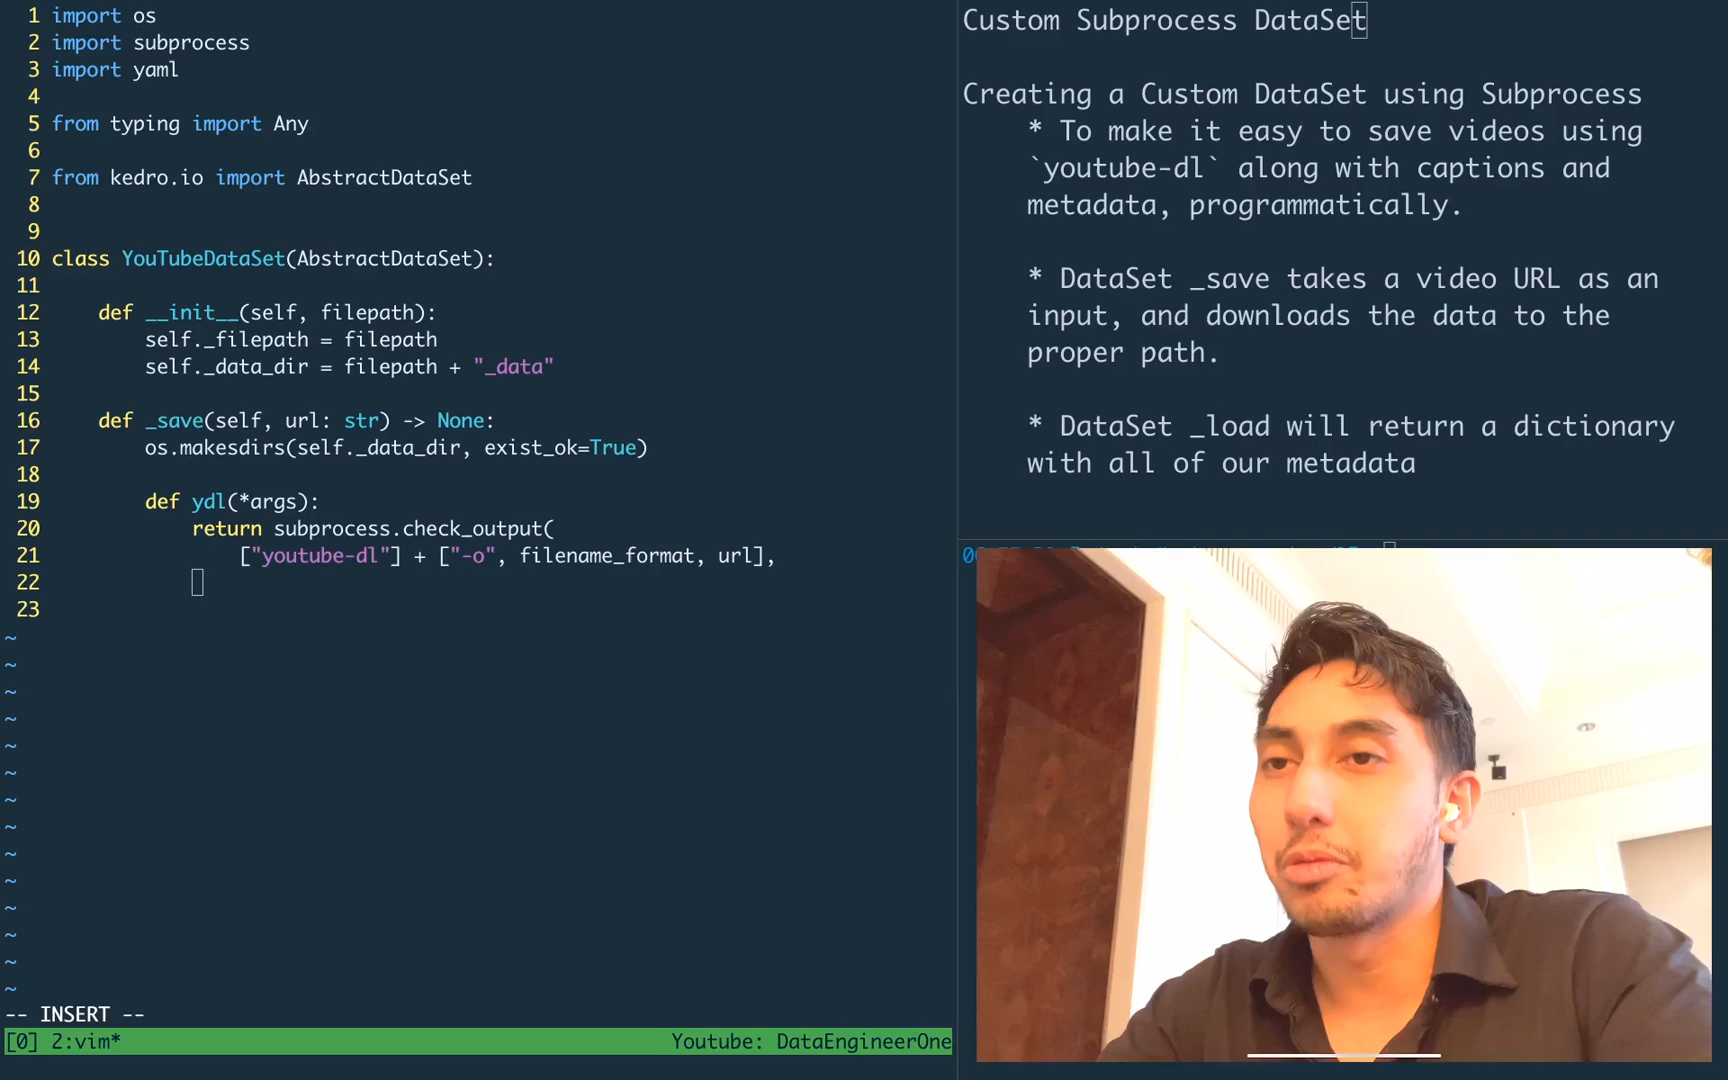 1 import os
2 import subprocess
3 import yaml
4
5 from typing import Any
6
7 from kedro.io import AbstractDataSet
8
9
10 class YouTubeDataSet(AbstractDataSet):
11
12 def __init__(self, filepath):
13 self._filepath = filepath
14 self._data_dir = filepath + "_data"
15
16 def _save(self, url: str) -> None:
17 os.makesdirs(self._data_dir, exist_ok=True)
18
19 def ydl(*args):
20 return subprocess.check_output(
21 ["youtube-dl"] + ["-o", filename_format, url],
22
23
~
~
~
~
~
~
~
~
~
~
~
~
~
~
-- INSERT --
[0] 2:vim* Youtube: DataEngineerOne
Custom Subprocess DataSet
Creating a Custom DataSet using Subprocess
* To make it easy to save videos using
`youtube-dl` along with captions and
metadata, programmatically.
* DataSet _save takes a video URL as an
input, and downloads the data to the
proper path.
* DataSet _load will return a dictionary
with all of our metadata